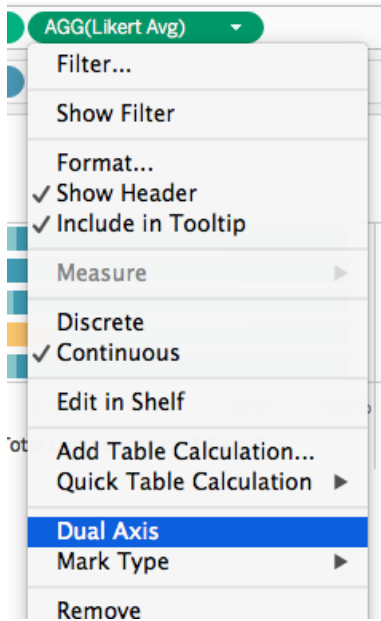 AGG(Likert Avg)
Filter...
Show Filter
Format...
✓ Show Header
✓ Include in Tooltip
Measure
Discrete
✓ Continuous
Edit in Shelf
Add Table Calculation...
Quick Table Calculation
Dual Axis
Mark Type
Remove